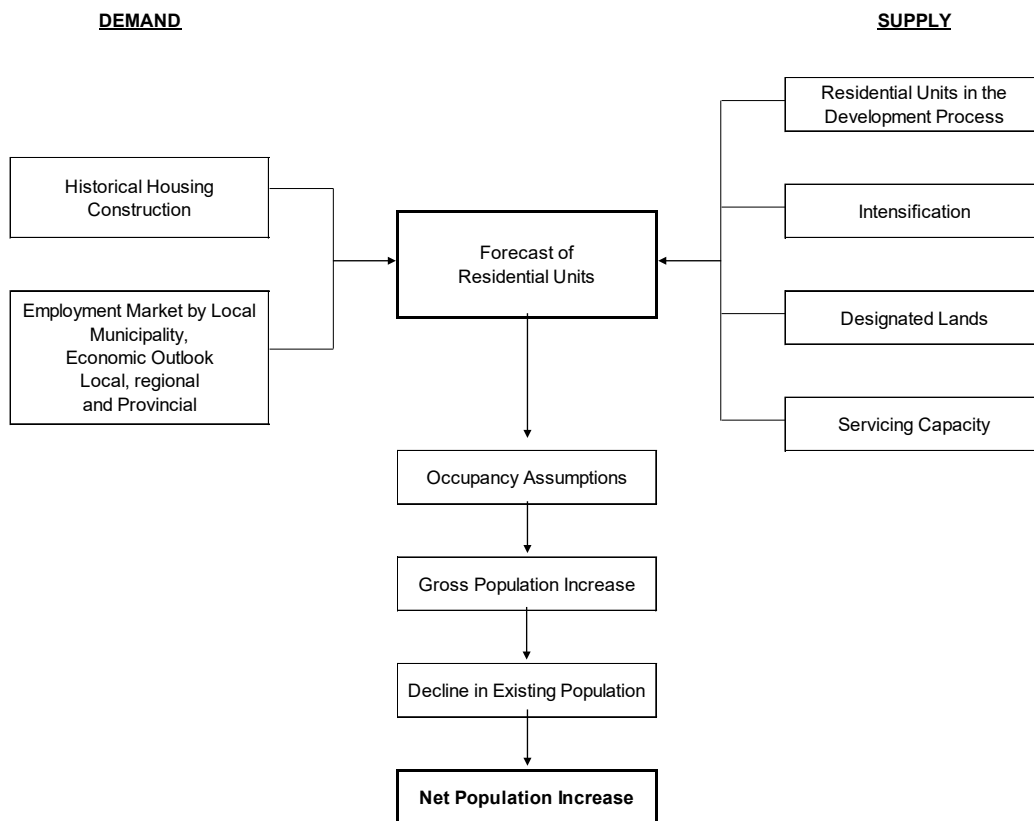 DEMAND
SUPPLY
Residential Units in the
Development Process
Historical Housing
Construction
Intensification
Forecast of
Residential Units
Employment Market by Local
Municipality,
Economic Outlook
Local, regional
and Provincial
Designated Lands
Servicing Capacity
Occupancy Assumptions
Gross Population Increase
Decline in Existing Population
Net Population Increase